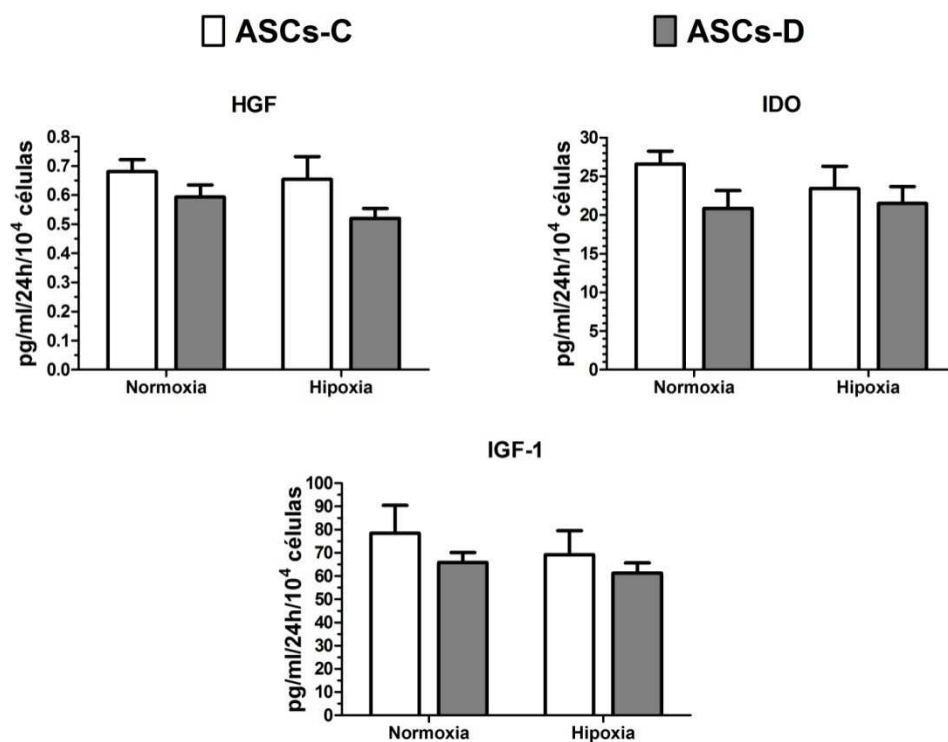 ASCs-C ASCs-D
HGF
pg/ml/24h/10⁴ células
0.8
0.7
0.6
0.5
0.4
0.3
0.2
0.1
0.0
Normoxia Hipoxia
IDO
pg/ml/24h/10⁴ células
30
25
20
15
10
5
0
Normoxia Hipoxia
IGF-1
pg/ml/24h/10⁴ células
100
90
80
70
60
50
40
30
20
10
0
Normoxia Hipoxia